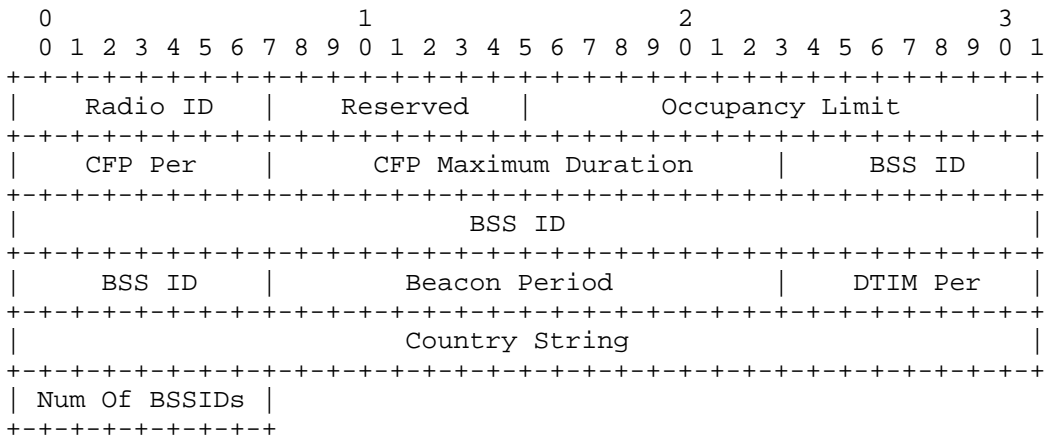 0                   1                   2                   3
0 1 2 3 4 5 6 7 8 9 0 1 2 3 4 5 6 7 8 9 0 1 2 3 4 5 6 7 8 9 0 1
+-+-+-+-+-+-+-+-+-+-+-+-+-+-+-+-+-+-+-+-+-+-+-+-+-+-+-+-+-+-+-+-+
|    Radio ID   |    Reserved   |        Occupancy Limit        |
+-+-+-+-+-+-+-+-+-+-+-+-+-+-+-+-+-+-+-+-+-+-+-+-+-+-+-+-+-+-+-+-+
|    CFP Per    |      CFP Maximum Duration     |     BSS ID    |
+-+-+-+-+-+-+-+-+-+-+-+-+-+-+-+-+-+-+-+-+-+-+-+-+-+-+-+-+-+-+-+-+
|                            BSS ID                             |
+-+-+-+-+-+-+-+-+-+-+-+-+-+-+-+-+-+-+-+-+-+-+-+-+-+-+-+-+-+-+-+-+
|     BSS ID    |        Beacon Period          |    DTIM Per   |
+-+-+-+-+-+-+-+-+-+-+-+-+-+-+-+-+-+-+-+-+-+-+-+-+-+-+-+-+-+-+-+-+
|                        Country String                         |
+-+-+-+-+-+-+-+-+-+-+-+-+-+-+-+-+-+-+-+-+-+-+-+-+-+-+-+-+-+-+-+-+
| Num Of BSSIDs |
+-+-+-+-+-+-+-+-+